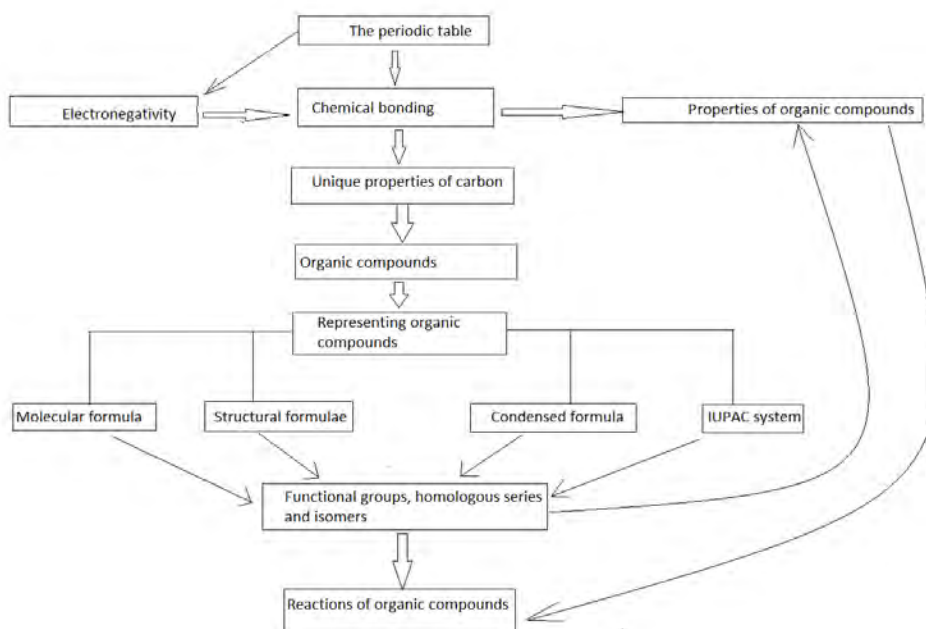 The periodic table
Electronegativity
Chemical bonding
Properties of organic compounds
Unique properties of carbon
Organic compounds
Representing organic
compounds
Molecular formula
Structural formulae
Condensed formula
IUPAC system
Functional groups, homologous series
and isomers
Reactions of organic compounds